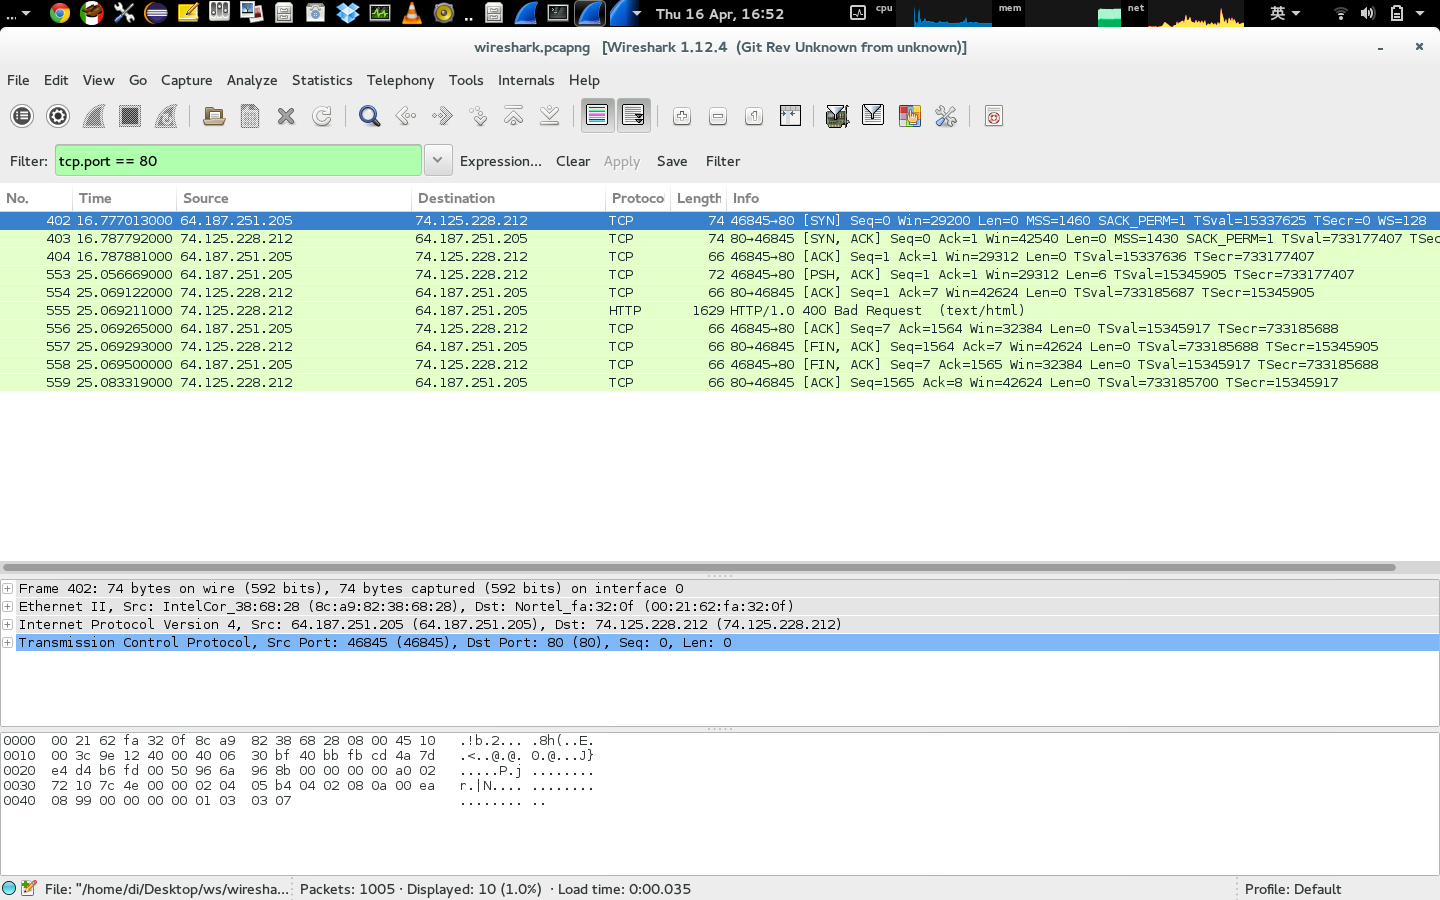 .. Thu 16 Apr, 16:52 cpu mem net 英
wireshark.pcapng [Wireshark 1.12.4 (Git Rev Unknown from unknown)]
File Edit View Go Capture Analyze Statistics Telephony Tools Internals Help
Filter: tcp.port == 80 Expression... Clear Apply Save Filter
No. Time Source Destination Protoco Length Info
402 16.777013000 64.187.251.205 74.125.228.212 TCP 74 46845→80 [SYN] Seq=0 Win=29200 Len=0 MSS=1460 SACK_PERM=1 TSval=15337625 TSecr=0 WS=128
403 16.787792000 74.125.228.212 64.187.251.205 TCP 74 80→46845 [SYN, ACK] Seq=0 Ack=1 Win=42540 Len=0 MSS=1430 SACK_PERM=1 TSval=733177407 TSec
404 16.787881000 64.187.251.205 74.125.228.212 TCP 66 46845→80 [ACK] Seq=1 Ack=1 Win=29312 Len=0 TSval=15337636 TSecr=733177407
553 25.056669000 64.187.251.205 74.125.228.212 TCP 72 46845→80 [PSH, ACK] Seq=1 Ack=1 Win=29312 Len=6 TSval=15345905 TSecr=733177407
554 25.069122000 74.125.228.212 64.187.251.205 TCP 66 80→46845 [ACK] Seq=1 Ack=7 Win=42624 Len=0 TSval=733185687 TSecr=15345905
555 25.069211000 74.125.228.212 64.187.251.205 HTTP 1629 HTTP/1.0 400 Bad Request (text/html)
556 25.069265000 64.187.251.205 74.125.228.212 TCP 66 46845→80 [ACK] Seq=7 Ack=1564 Win=32384 Len=0 TSval=15345917 TSecr=733185688
557 25.069293000 74.125.228.212 64.187.251.205 TCP 66 80→46845 [FIN, ACK] Seq=1564 Ack=7 Win=42624 Len=0 TSval=733185688 TSecr=15345905
558 25.069500000 64.187.251.205 74.125.228.212 TCP 66 46845→80 [FIN, ACK] Seq=7 Ack=1565 Win=32384 Len=0 TSval=15345917 TSecr=733185688
559 25.083319000 74.125.228.212 64.187.251.205 TCP 66 80→46845 [ACK] Seq=1565 Ack=8 Win=42624 Len=0 TSval=733185700 TSecr=15345917
Frame 402: 74 bytes on wire (592 bits), 74 bytes captured (592 bits) on interface 0
Ethernet II, Src: IntelCor_38:68:28 (8c:a9:82:38:68:28), Dst: Nortel_fa:32:0f (00:21:62:fa:32:0f)
Internet Protocol Version 4, Src: 64.187.251.205 (64.187.251.205), Dst: 74.125.228.212 (74.125.228.212)
Transmission Control Protocol, Src Port: 46845 (46845), Dst Port: 80 (80), Seq: 0, Len: 0
0000 00 21 62 fa 32 0f 8c a9 82 38 68 28 08 00 45 10 .!b.2... .8h(..E.
0010 00 3c 9e 12 40 00 40 06 30 bf 40 bb fb cd 4a 7d .<..@.@. 0.@...J}
0020 e4 d4 b6 fd 00 50 96 6a 96 8b 00 00 00 00 a0 02 .....P.j ........
0030 72 10 7c 4e 00 00 02 04 05 b4 04 02 08 0a 00 ea r.|N.... ........
0040 08 99 00 00 00 00 01 03 03 07 ........ ..
File: "/home/di/Desktop/ws/wiresha... Packets: 1005 · Displayed: 10 (1.0%) · Load time: 0:00.035 Profile: Default